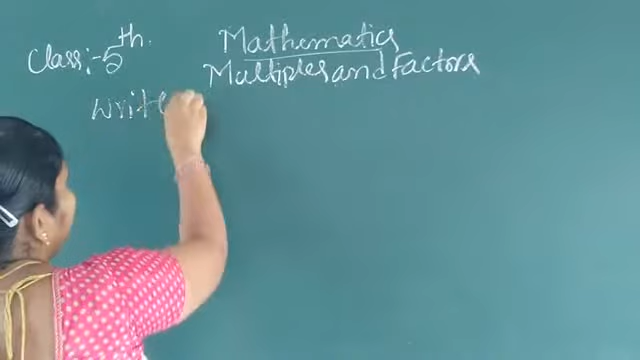 Class:-5th.
Mathematics
Multiples and Factors
Write